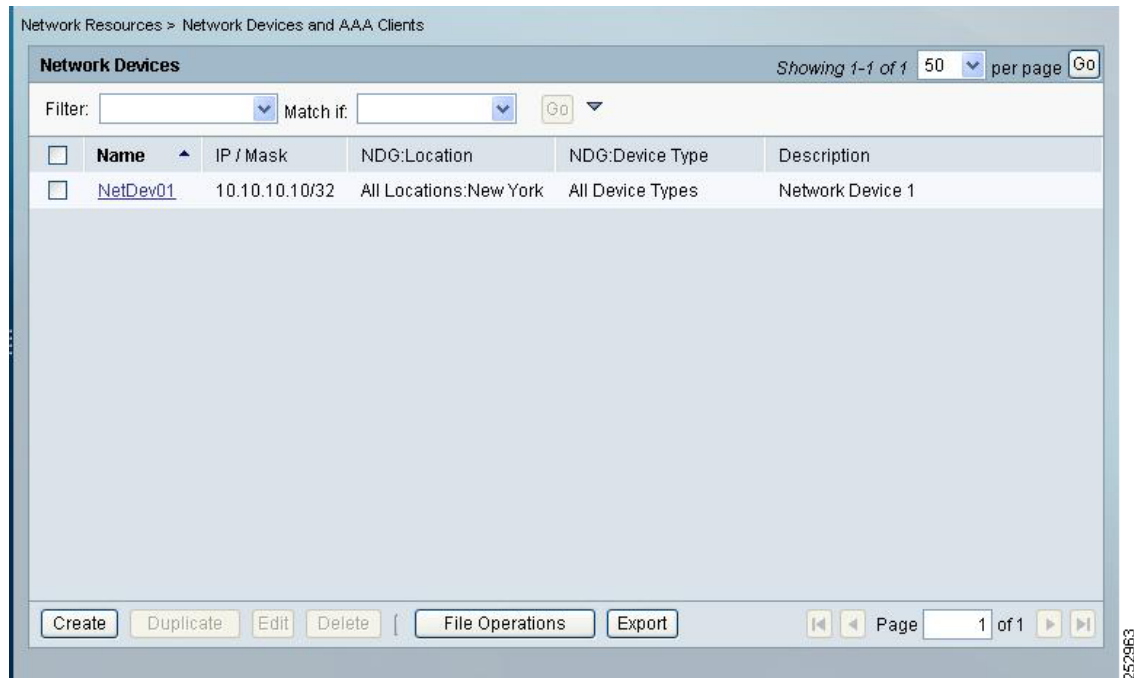 Network Resources > Network Devices and AAA Clients
Network Devices Showing 1-1 of 1 50 per page Go
Filter: Match if: Go
Name IP / Mask NDG:Location NDG:Device Type Description
NetDev01 10.10.10.10/32 All Locations:New York All Device Types Network Device 1
Create Duplicate Edit Delete | File Operations Export Page 1 of 1
252963